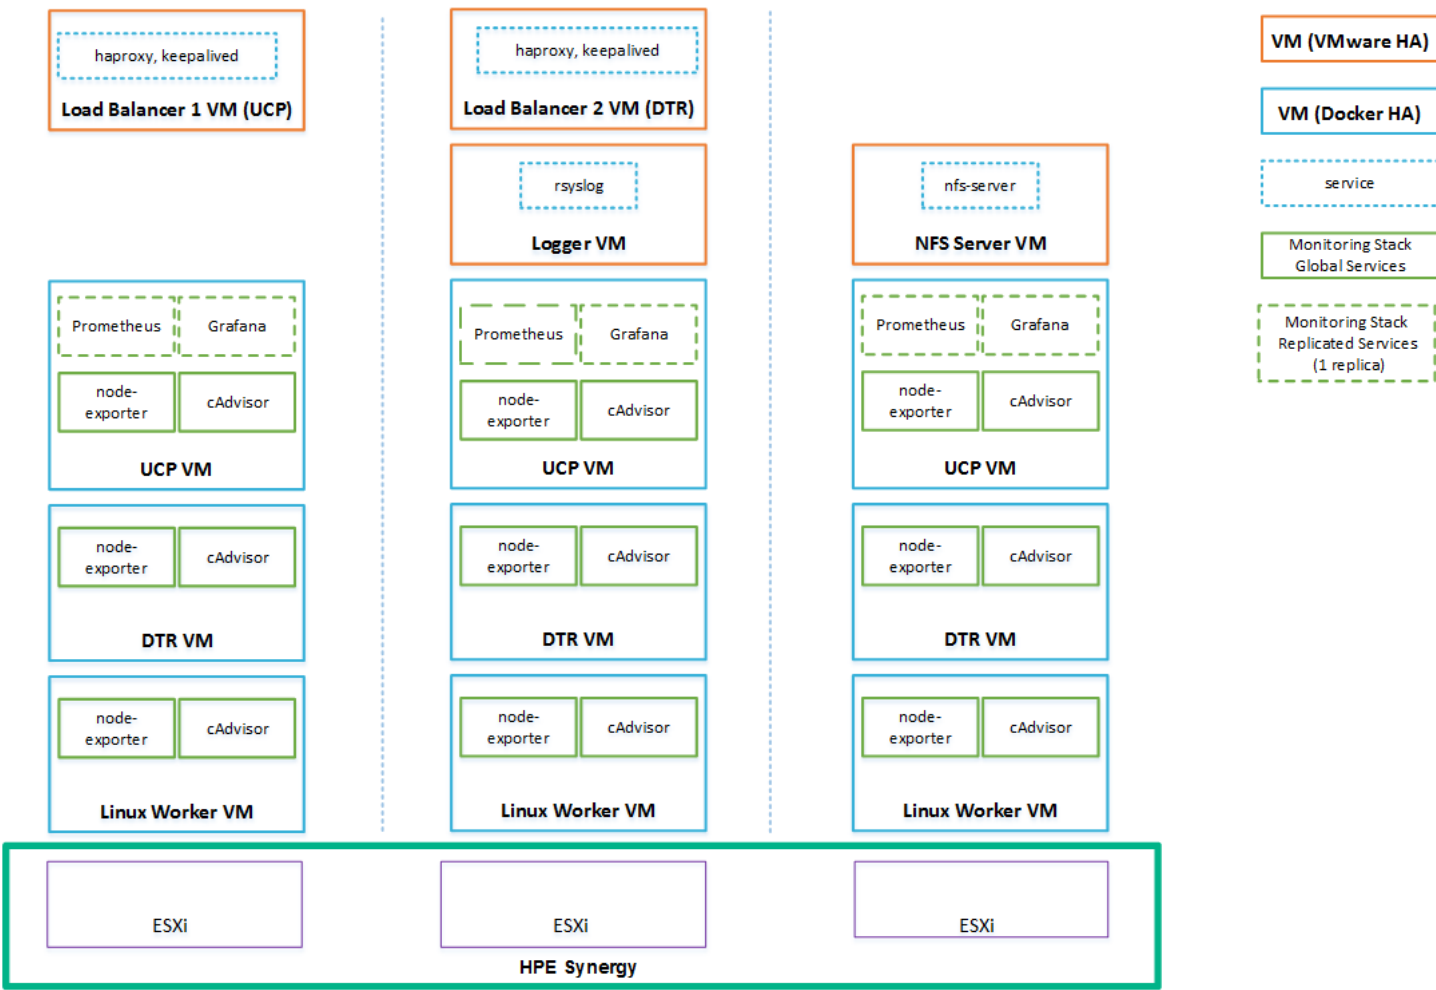 haproxy, keepalived
Load Balancer 1 VM (UCP)
haproxy, keepalived
Load Balancer 2 VM (DTR)
rsyslog
Logger VM
nfs-server
NFS Server VM
Prometheus
Grafana
node-
exporter
cAdvisor
UCP VM
Prometheus
Grafana
node-
exporter
cAdvisor
UCP VM
Prometheus
Grafana
node-
exporter
cAdvisor
UCP VM
node-
exporter
cAdvisor
DTR VM
node-
exporter
cAdvisor
DTR VM
node-
exporter
cAdvisor
DTR VM
node-
exporter
cAdvisor
Linux Worker VM
node-
exporter
cAdvisor
Linux Worker VM
node-
exporter
cAdvisor
Linux Worker VM
ESXi
ESXi
ESXi
HPE Synergy
VM (VMware HA)
VM (Docker HA)
service
Monitoring Stack
Global Services
Monitoring Stack
Replicated Services
(1 replica)